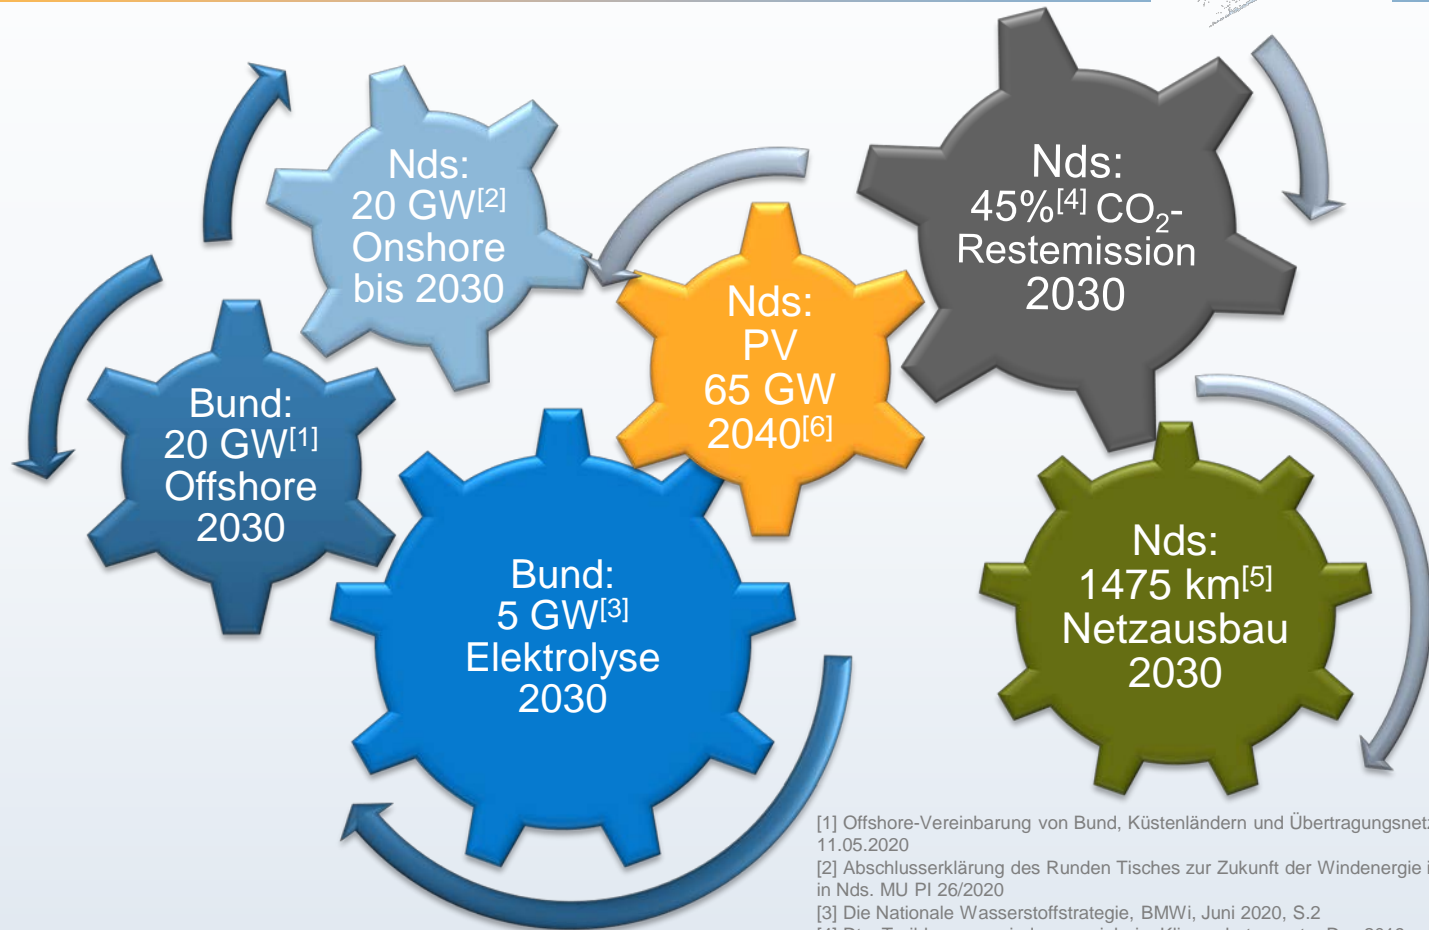 Nds:
20 GW[2]
Onshore
bis 2030
Nds:
45%[4] CO2-
Restemission
2030
Nds:
PV
65 GW
2040[6]
Bund:
20 GW[1]
Offshore
2030
Bund:
5 GW[3]
Elektrolyse
2030
Nds:
1475 km[5]
Netzausbau
2030
[1] Offshore-Vereinbarung von Bund, Küstenländern und
11.05.2020
[2] Abschlusserklärung des Runden Tisches zur Zukunft der Windenergie
in Nds. MU PI 26/2020
[3] Die Nationale Wasserstoffstrategie, BMWi, Juni 2020, S.2